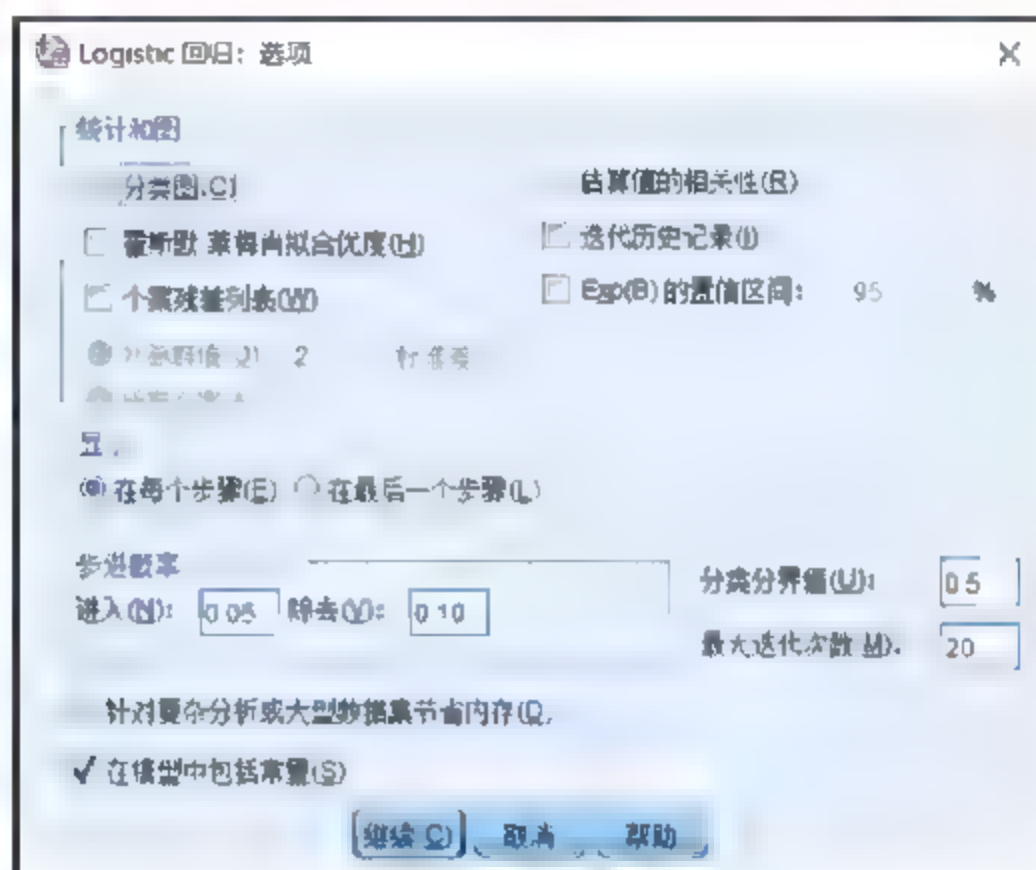 Logistic 回归: 选项
统计和图
分类图(C)
估算值的相关性(R)
霍斯默-莱梅肖拟合优度(H)
迭代历史记录(I)
个案残差列表(W)
Exp(B) 的置信区间: 95 %
2 标准差
在每个步骤(E) 在最后一个步骤(L)
步进概率
进入(N): 0.05 除去(V): 0.10
分类分界值(U): 0.5
最大迭代次数(M): 20
针对复杂分析或大型数据集节省内存(D)
在模型中包括常量(S)
继续(C) 取消 帮助